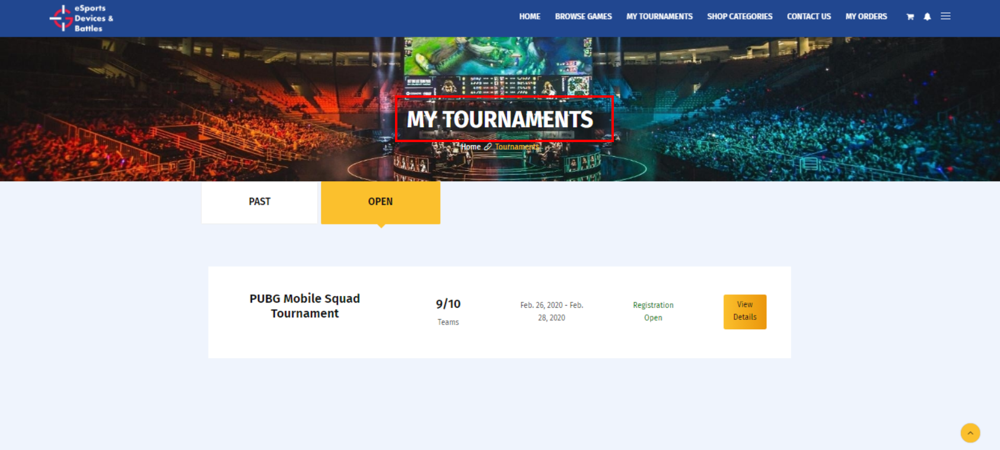 eSports
Devices &
Battles
HOME BROWSE GAMES MY TOURNAMENTS SHOP CATEGORIES CONTACT US MY ORDERS
MY TOURNAMENTS
Home Tournaments
PAST OPEN
PUBG Mobile Squad
Tournament
9/10
Teams
Feb. 26, 2020 - Feb.
28, 2020
Registration
Open
View
Details